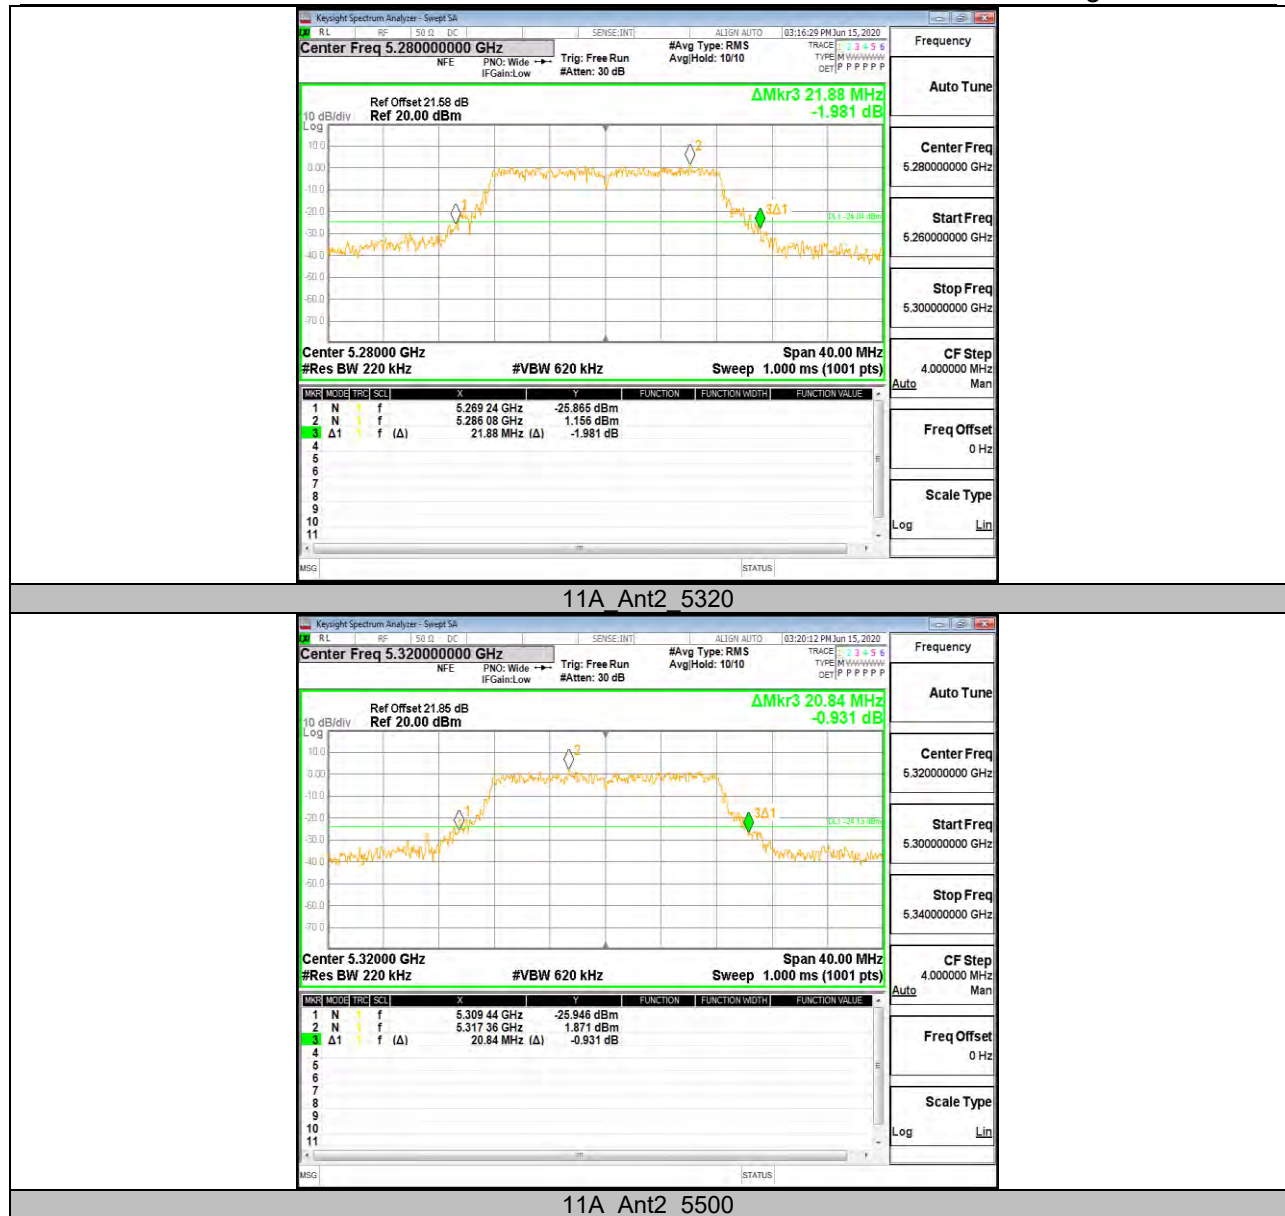 Keysight Spectrum Analyzer - Swept SA
RL RF 50 Ω DC SENSE:INT ALIGN AUTO 03:16:29 PM Jun 15, 2020
Center Freq 5.280000000 GHz
NFE PNO: Wide IFGain:Low
Trig: Free Run
#Atten: 30 dB
#Avg Type: RMS
Avg|Hold: 10/10
TRACE 1 2 3 4 5 6
TYPE M WWWWW
DET P P P P P P
Frequency
Auto Tune
Ref Offset 21.58 dB
10 dB/div Ref 20.00 dBm
Log
ΔMkr3 21.88 MHz
-1.981 dB
10.0
0.00
-10.0
-20.0
-30.0
-40.0
-50.0
-60.0
-70.0
1
2
3Δ1
DL1 -24.84 dBm
Center 5.28000 GHz
Span 40.00 MHz
#Res BW 220 kHz
#VBW 620 kHz
Sweep 1.000 ms (1001 pts)
Center Freq
5.280000000 GHz
Start Freq
5.260000000 GHz
Stop Freq
5.300000000 GHz
CF Step
4.000000 MHz
Auto Man
Freq Offset
0 Hz
Scale Type
Log Lin
MKR MODE TRC SCL X Y FUNCTION FUNCTION WIDTH FUNCTION VALUE
1 N 1 f 5.269 24 GHz -25.865 dBm
2 N 1 f 5.286 08 GHz 1.156 dBm
3 Δ1 1 f (Δ) 21.88 MHz (Δ) -1.981 dB
4
5
6
7
8
9
10
11
MSG STATUS
11A_Ant2_5320
Keysight Spectrum Analyzer - Swept SA
RL RF 50 Ω DC SENSE:INT ALIGN AUTO 03:20:12 PM Jun 15, 2020
Center Freq 5.320000000 GHz
NFE PNO: Wide IFGain:Low
Trig: Free Run
#Atten: 30 dB
#Avg Type: RMS
Avg|Hold: 10/10
TRACE 1 2 3 4 5 6
TYPE M WWWWW
DET P P P P P P
Frequency
Auto Tune
Ref Offset 21.85 dB
10 dB/div Ref 20.00 dBm
Log
ΔMkr3 20.84 MHz
-0.931 dB
10.0
0.00
-10.0
-20.0
-30.0
-40.0
-50.0
-60.0
-70.0
1
2
3Δ1
DL1 -24.13 dBm
Center 5.32000 GHz
Span 40.00 MHz
#Res BW 220 kHz
#VBW 620 kHz
Sweep 1.000 ms (1001 pts)
Center Freq
5.320000000 GHz
Start Freq
5.300000000 GHz
Stop Freq
5.340000000 GHz
CF Step
4.000000 MHz
Auto Man
Freq Offset
0 Hz
Scale Type
Log Lin
MKR MODE TRC SCL X Y FUNCTION FUNCTION WIDTH FUNCTION VALUE
1 N 1 f 5.309 44 GHz -25.946 dBm
2 N 1 f 5.317 36 GHz 1.871 dBm
3 Δ1 1 f (Δ) 20.84 MHz (Δ) -0.931 dB
4
5
6
7
8
9
10
11
MSG STATUS
11A_Ant2_5500